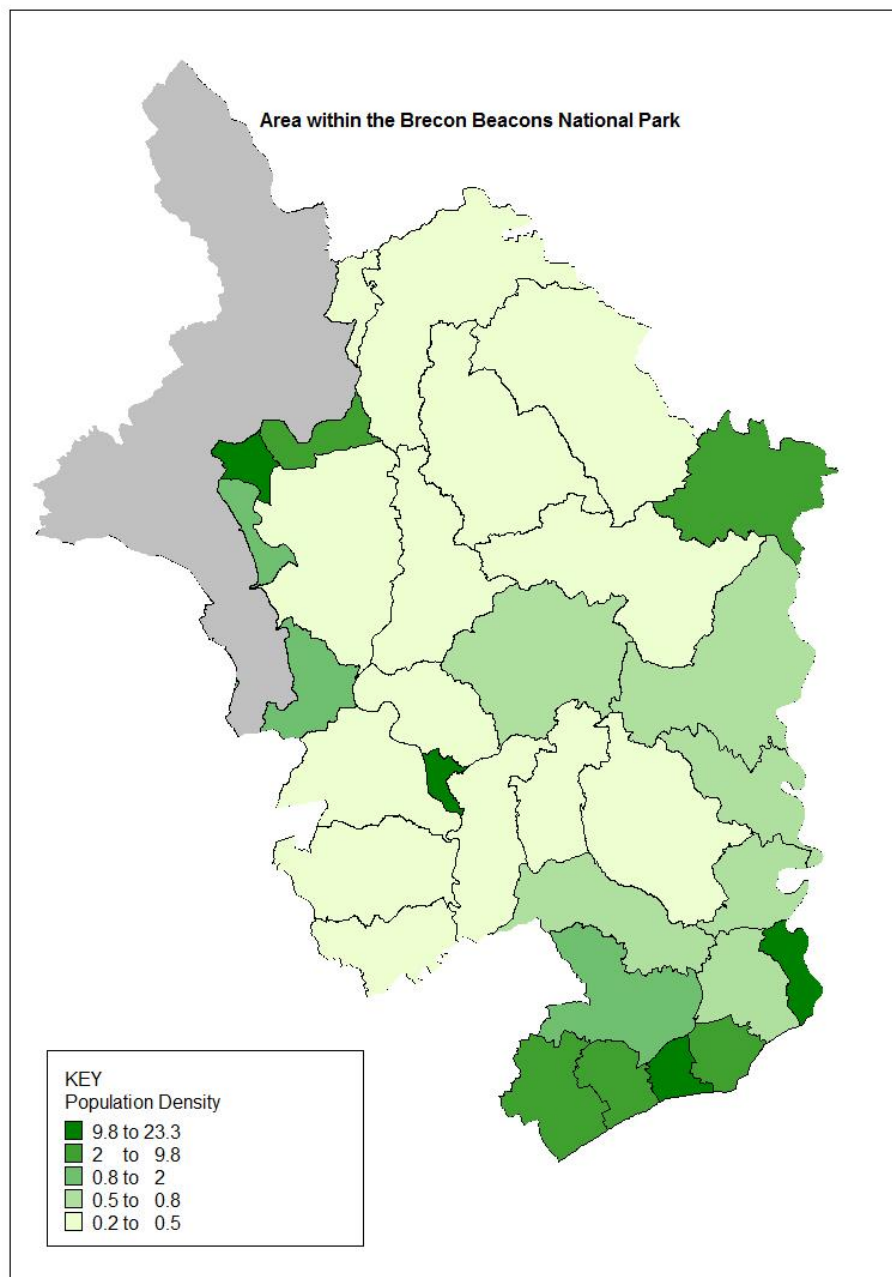 Area within the Brecon Beacons National Park
KEY
Population Density
9.8 to 23.3
2 to 9.8
0.8 to 2
0.5 to 0.8
0.2 to 0.5